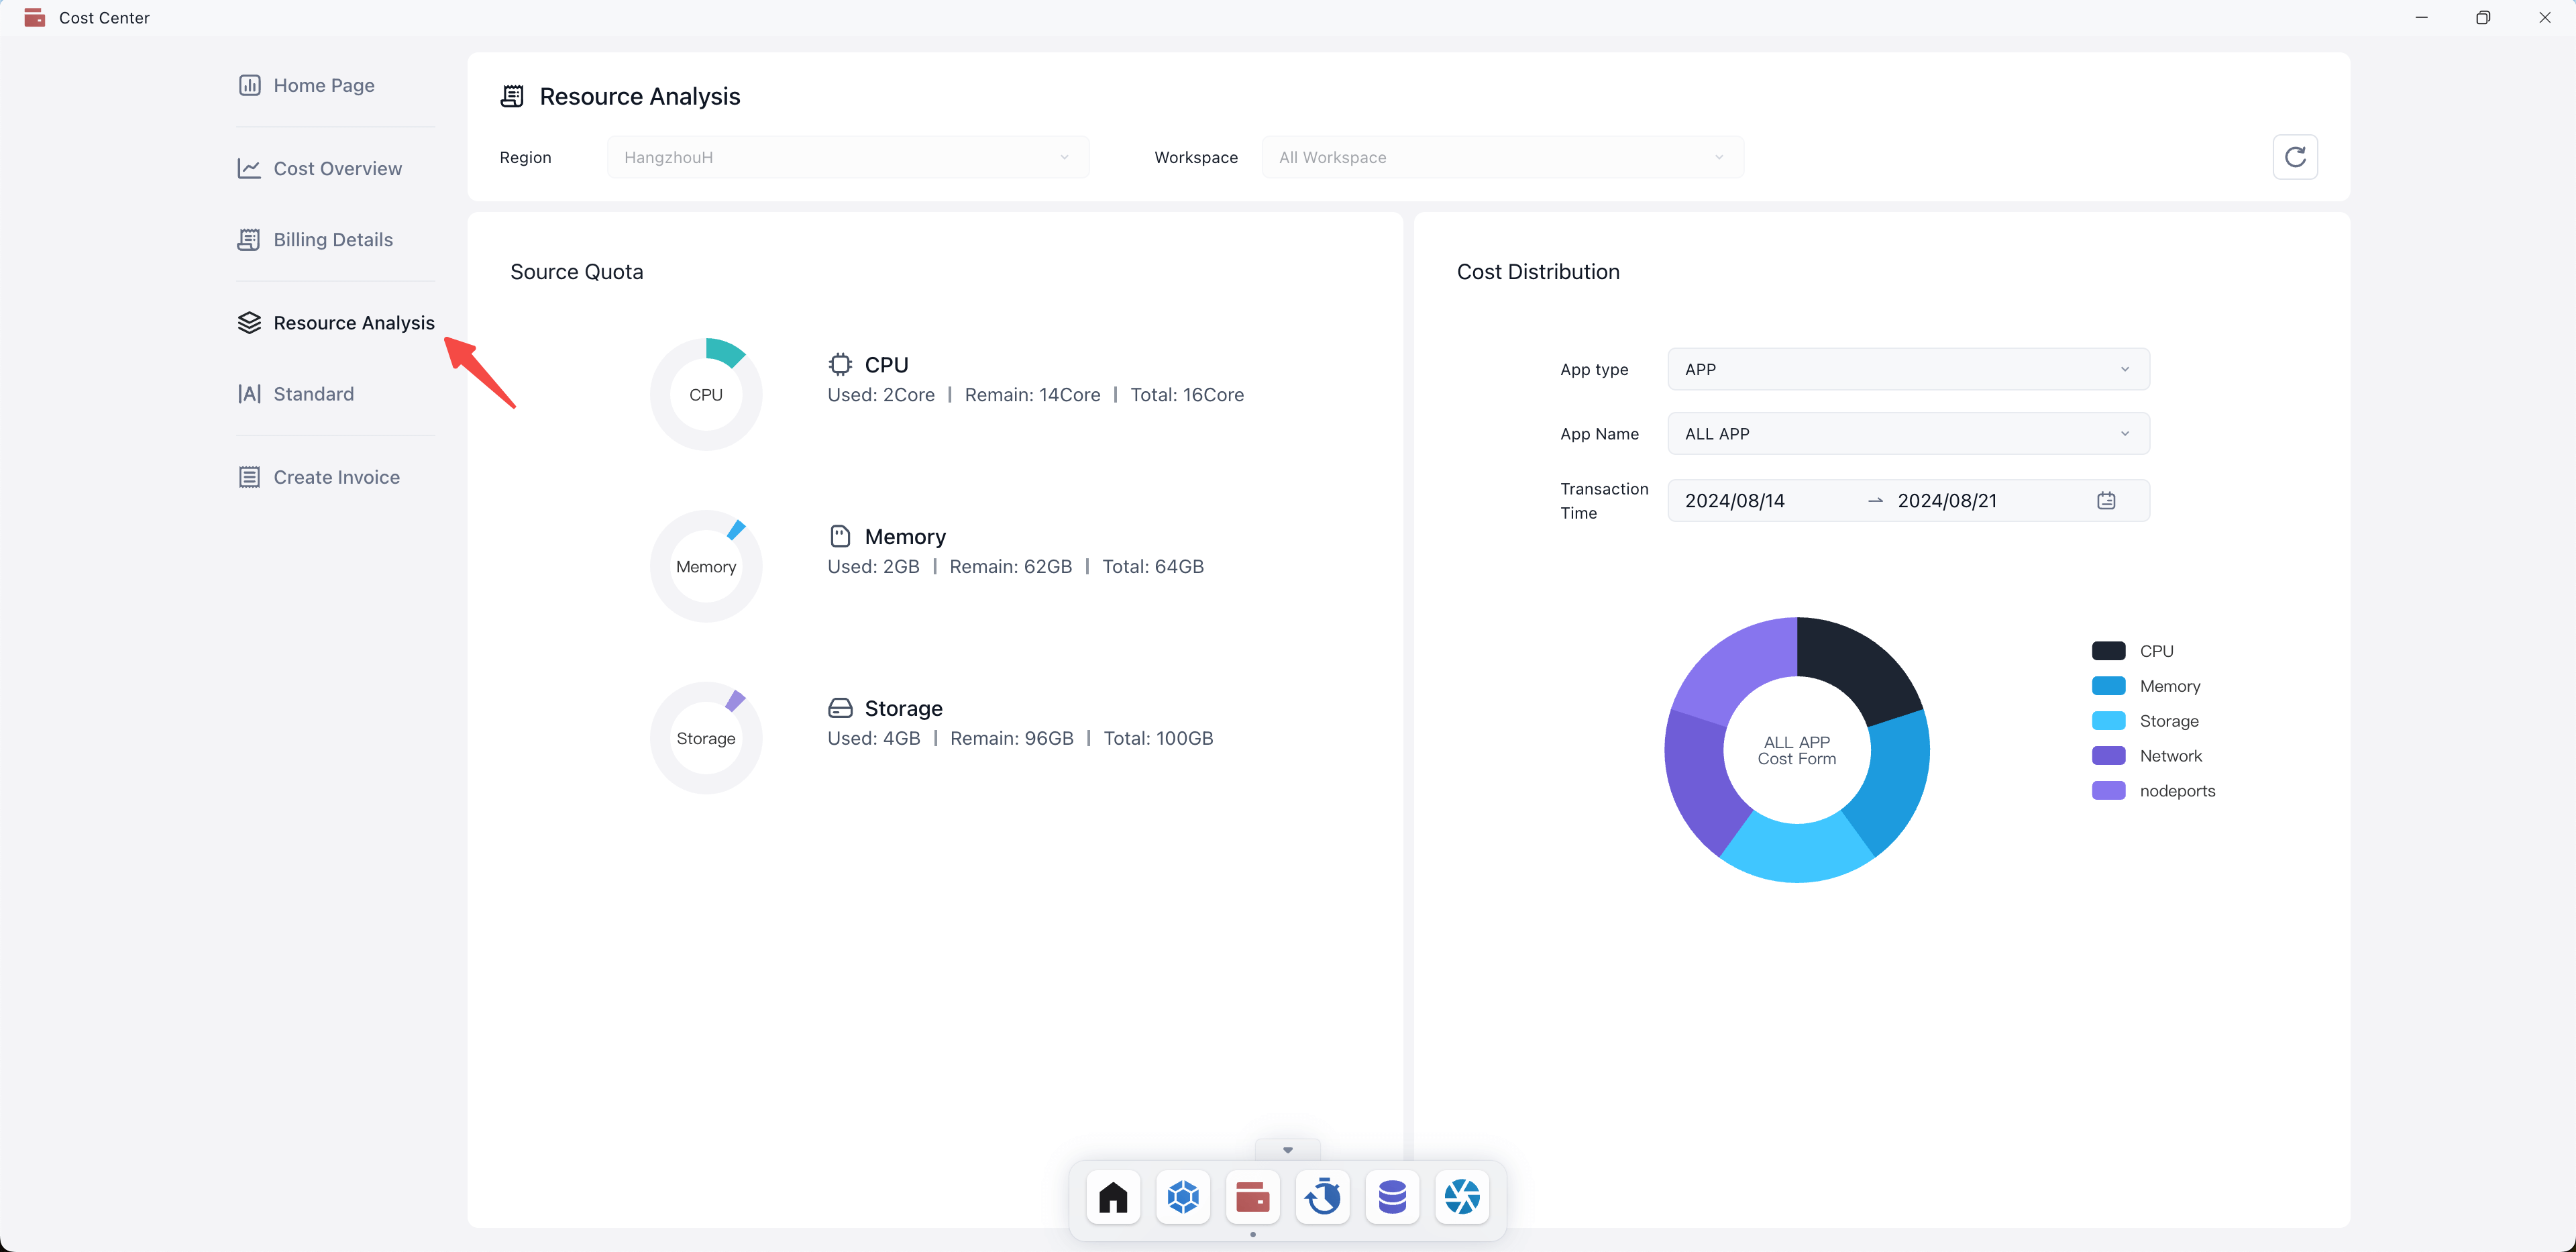 Cost Center
Home Page
Cost Overview
Billing Details
Resource Analysis
Standard
Create Invoice
Resource Analysis
Region
HangzhouH
Workspace
All Workspace
Source Quota
CPU
CPU
Used: 2Core | Remain: 14Core | Total: 16Core
Memory
Memory
Used: 2GB | Remain: 62GB | Total: 64GB
Storage
Storage
Used: 4GB | Remain: 96GB | Total: 100GB
Cost Distribution
App type
APP
App Name
ALL APP
Transaction
Time
2024/08/14 → 2024/08/21
ALL APP
Cost Form
CPU
Memory
Storage
Network
nodeports